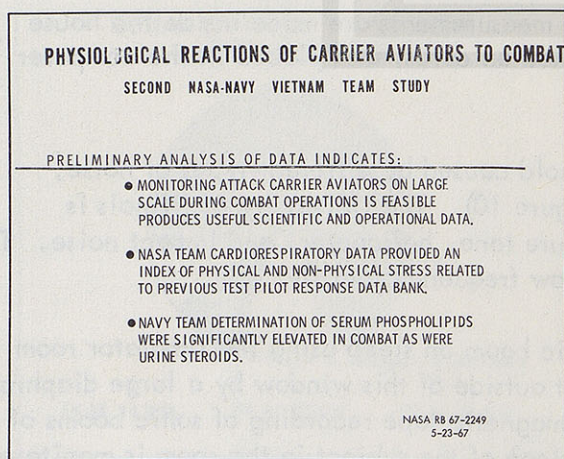 PHYSIOLOGICAL REACTIONS OF CARRIER AVIATORS TO COMBAT
SECOND NASA-NAVY VIETNAM TEAM STUDY
PRELIMINARY ANALYSIS OF DATA INDICATES:
● MONITORING ATTACK CARRIER AVIATORS ON LARGE
SCALE DURING COMBAT OPERATIONS IS FEASIBLE
PRODUCES USEFUL SCIENTIFIC AND OPERATIONAL DATA.
● NASA TEAM CARDIORESPIRATORY DATA PROVIDED AN
INDEX OF PHYSICAL AND NON-PHYSICAL STRESS RELATED
TO PREVIOUS TEST PILOT RESPONSE DATA BANK.
● NAVY TEAM DETERMINATION OF SERUM PHOSPHOLIPIDS
WERE SIGNIFICANTLY ELEVATED IN COMBAT AS WERE
URINE STEROIDS.
NASA RB 67-2249
5-23-67